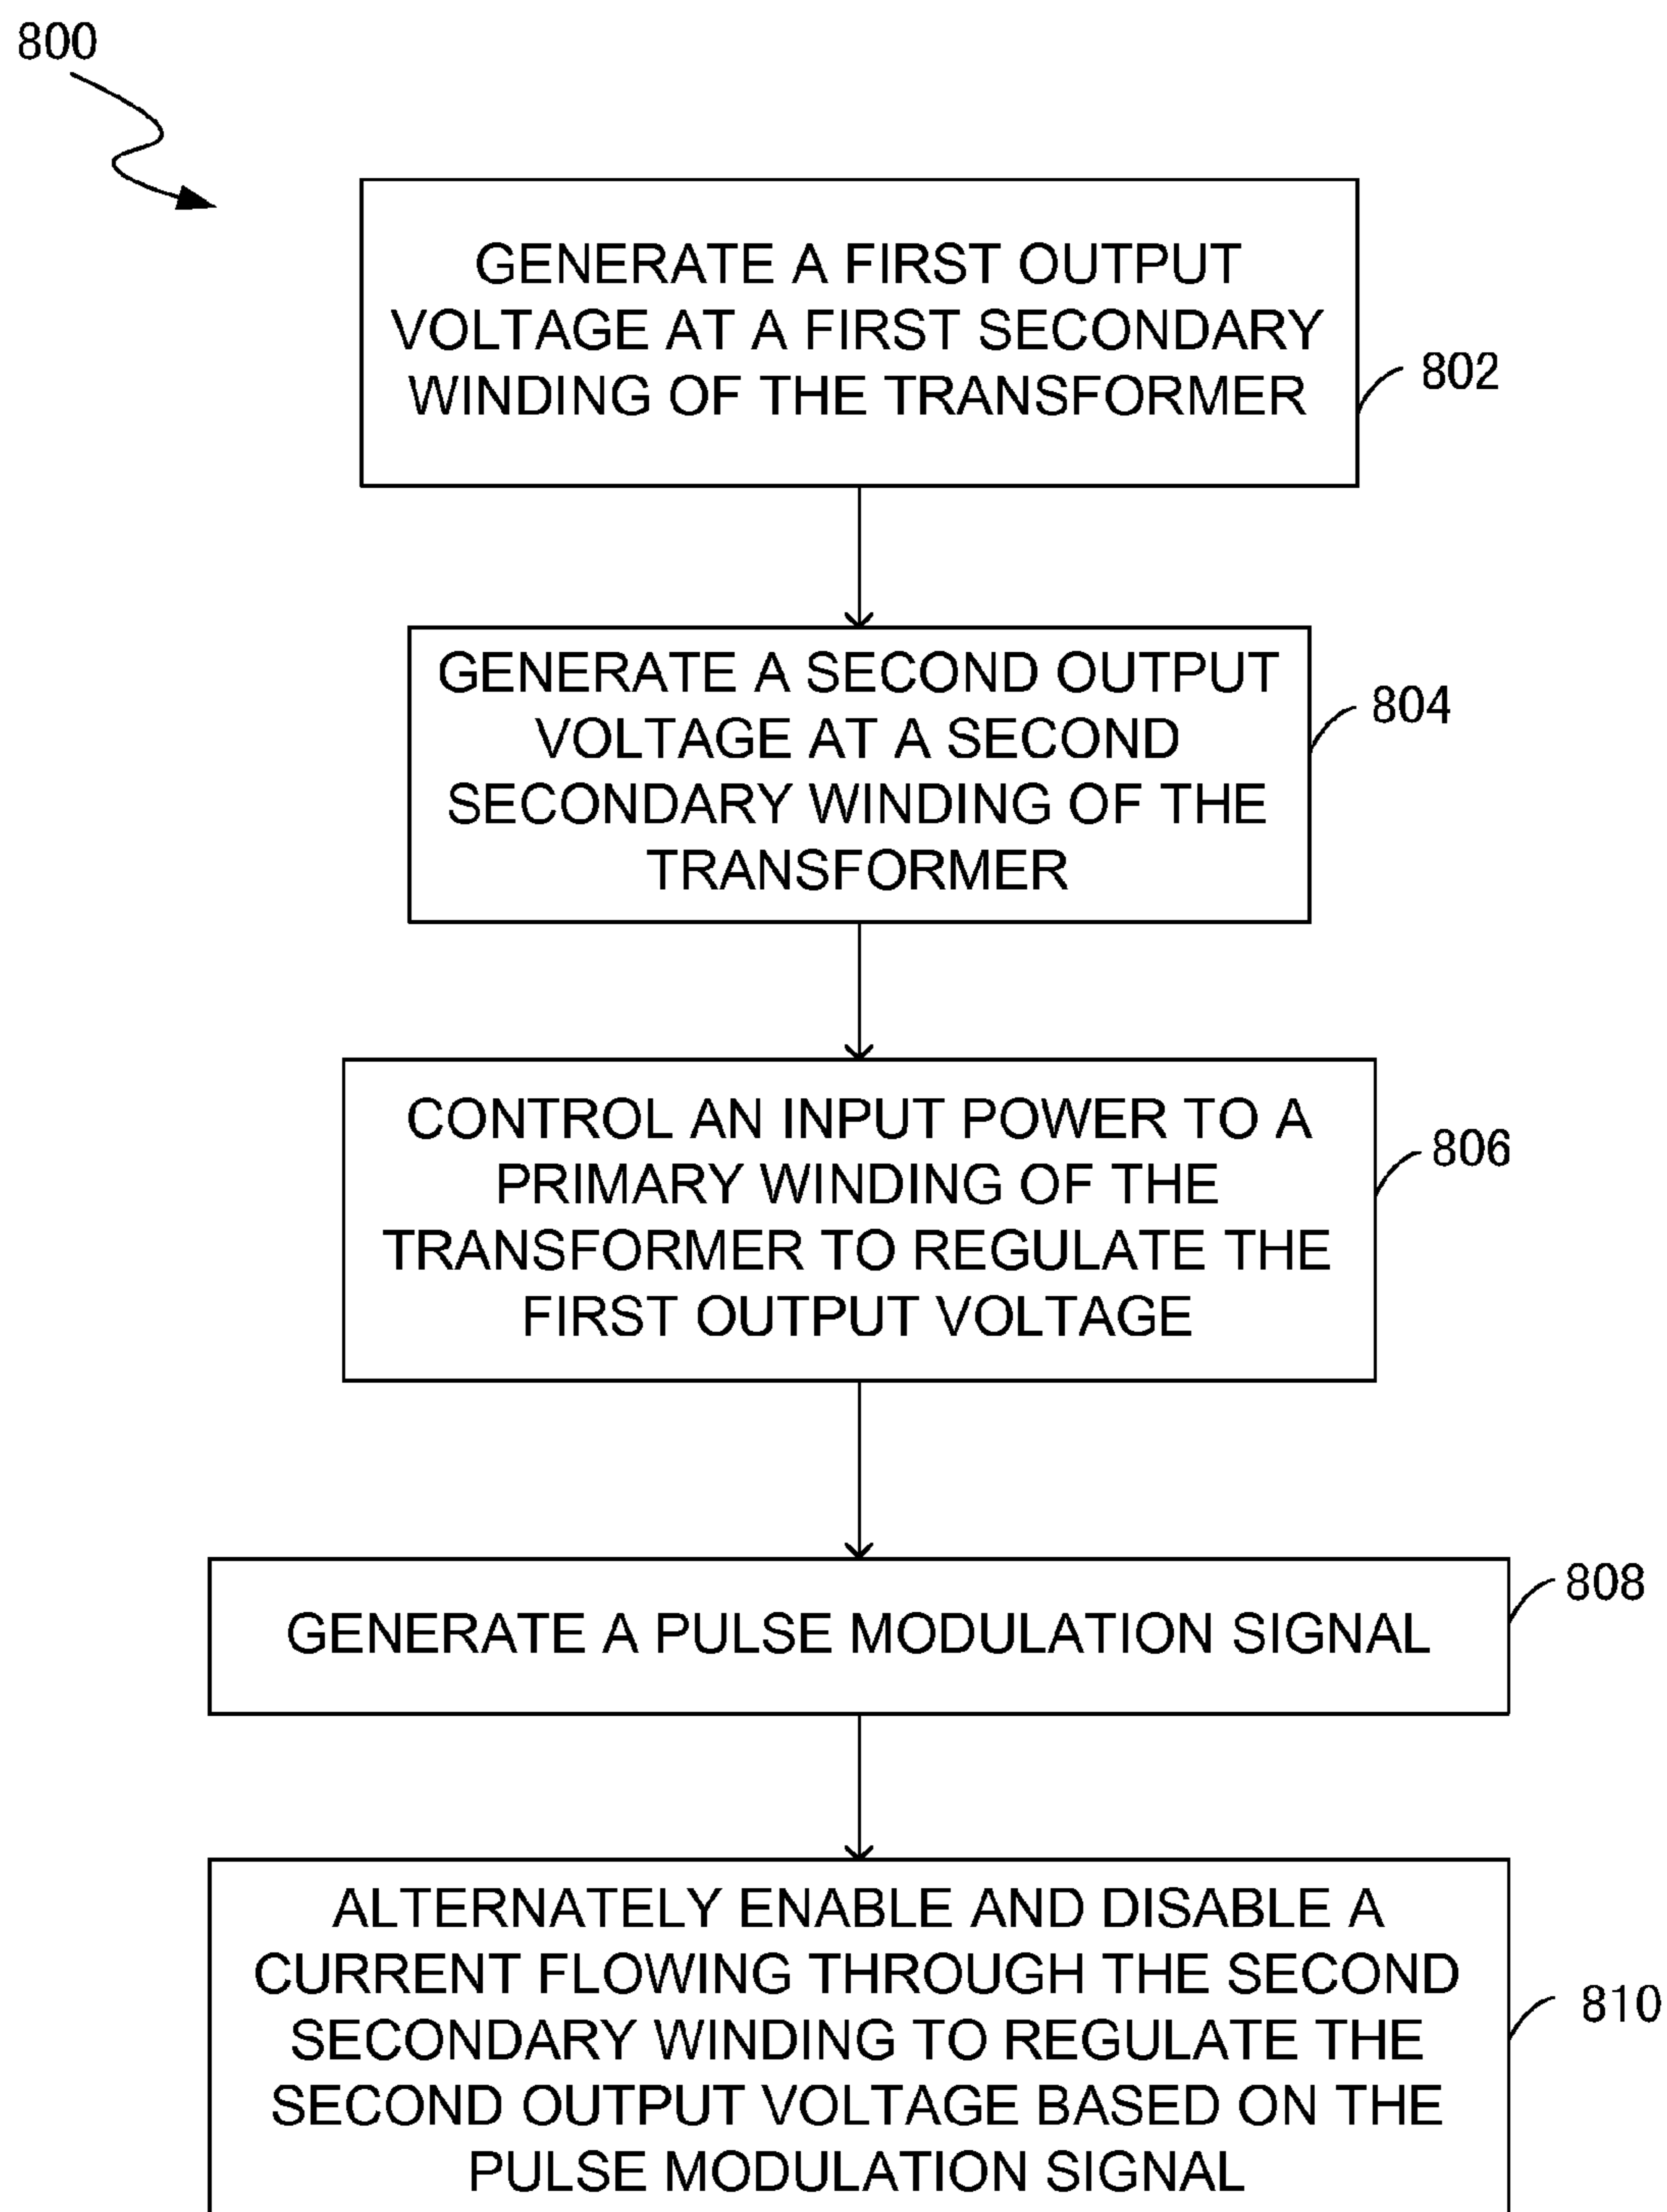 800
GENERATE A FIRST OUTPUT
VOLTAGE AT A FIRST SECONDARY
WINDING OF THE TRANSFORMER
802
GENERATE A SECOND OUTPUT
VOLTAGE AT A SECOND
SECONDARY WINDING OF THE
TRANSFORMER
804
CONTROL AN INPUT POWER TO A
PRIMARY WINDING OF THE
TRANSFORMER TO REGULATE THE
FIRST OUTPUT VOLTAGE
806
GENERATE A PULSE MODULATION SIGNAL
808
ALTERNATELY ENABLE AND DISABLE A
CURRENT FLOWING THROUGH THE SECOND
SECONDARY WINDING TO REGULATE THE
SECOND OUTPUT VOLTAGE BASED ON THE
PULSE MODULATION SIGNAL
810